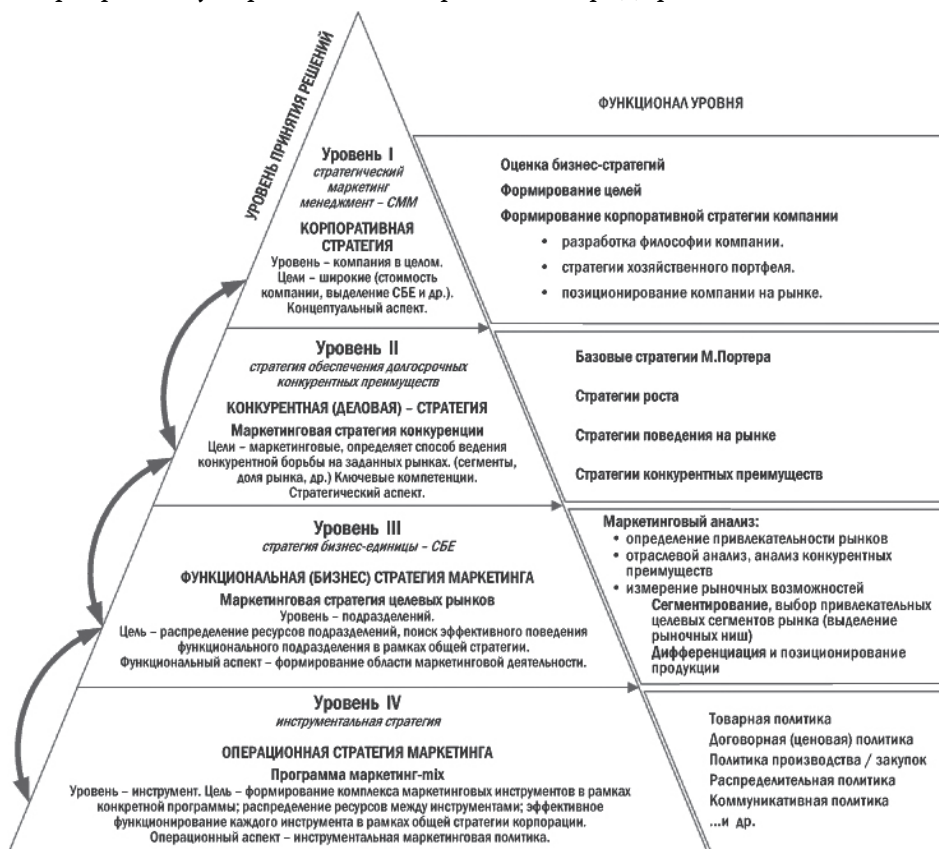 УРОВЕНЬ ПРИНЯТИЯ РЕШЕНИЙ
ФУНКЦИОНАЛ УРОВНЯ
Уровень I
стратегический
маркетинг
менеджмент – СММ
КОРПОРАТИВНАЯ
СТРАТЕГИЯ
Уровень – компания в целом.
Цели – широкие (стоимость
компании, выделение СБЕ и др.).
Концептуальный аспект.
Оценка бизнес-стратегий
Формирование целей
Формирование корпоративной стратегии компании
• разработка философии компании.
• стратегии хозяйственного портфеля.
• позиционирование компании на рынке.
Уровень II
стратегия обеспечения долгосрочных
конкурентных преимуществ
КОНКУРЕНТНАЯ (ДЕЛОВАЯ) – СТРАТЕГИЯ
Маркетинговая стратегия конкуренции
Цели – маркетинговые, определяет способ ведения
конкурентной борьбы на заданных рынках. (сегменты,
доля рынка, др.) Ключевые компетенции.
Стратегический аспект.
Базовые стратегии М.Портера
Стратегии роста
Стратегии поведения на рынке
Стратегии конкурентных преимуществ
Уровень III
стратегия бизнес-единицы – СБЕ
ФУНКЦИОНАЛЬНАЯ (БИЗНЕС) СТРАТЕГИЯ МАРКЕТИНГА
Маркетинговая стратегия целевых рынков
Уровень – подразделений.
Цель – распределение ресурсов подразделений, поиск эффективного поведения
функционального подразделения в рамках общей стратегии.
Функциональный аспект – формирование области маркетинговой деятельности.
Маркетинговый анализ:
• определение привлекательности рынков
• отраслевой анализ, анализ конкурентных
преимуществ
• измерение рыночных возможностей
Сегментирование, выбор привлекательных
целевых сегментов рынка (выделение
рыночных ниш)
Дифференциация и позиционирование
продукции
Уровень IV
инструментальная стратегия
ОПЕРАЦИОННАЯ СТРАТЕГИЯ МАРКЕТИНГА
Программа маркетинг-mix
Уровень – инструмент. Цель – формирование комплекса маркетинговых инструментов в рамках
конкретной программы; распределение ресурсов между инструментами; эффективное
функционирование каждого инструмента в рамках общей стратегии корпорации.
Операционный аспект – инструментальная маркетинговая политика.
Товарная политика
Договорная (ценовая) политика
Политика производства / закупок
Распределительная политика
Коммуникативная политика
...и др.